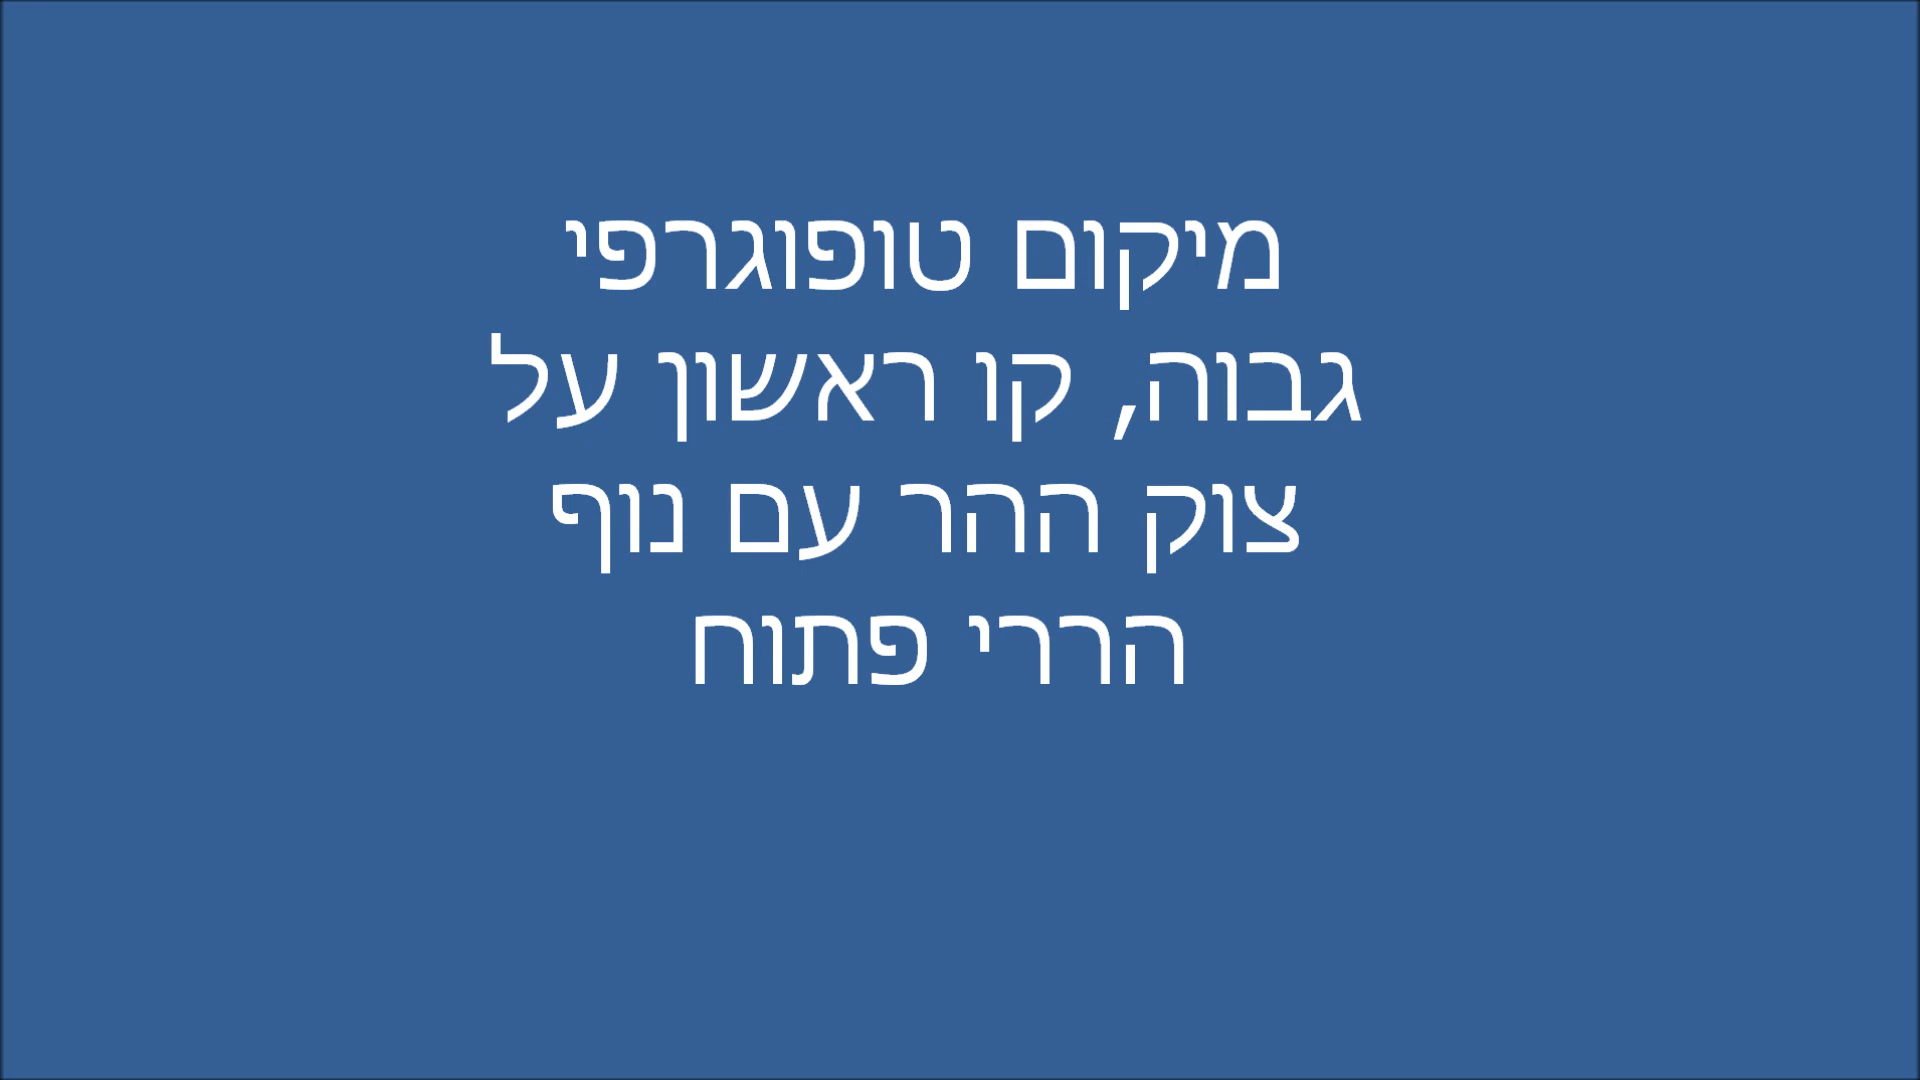 מיקום טופוגרפי
גבוה, קו ראשון על
צוק ההר עם נוף
הררי פתוח